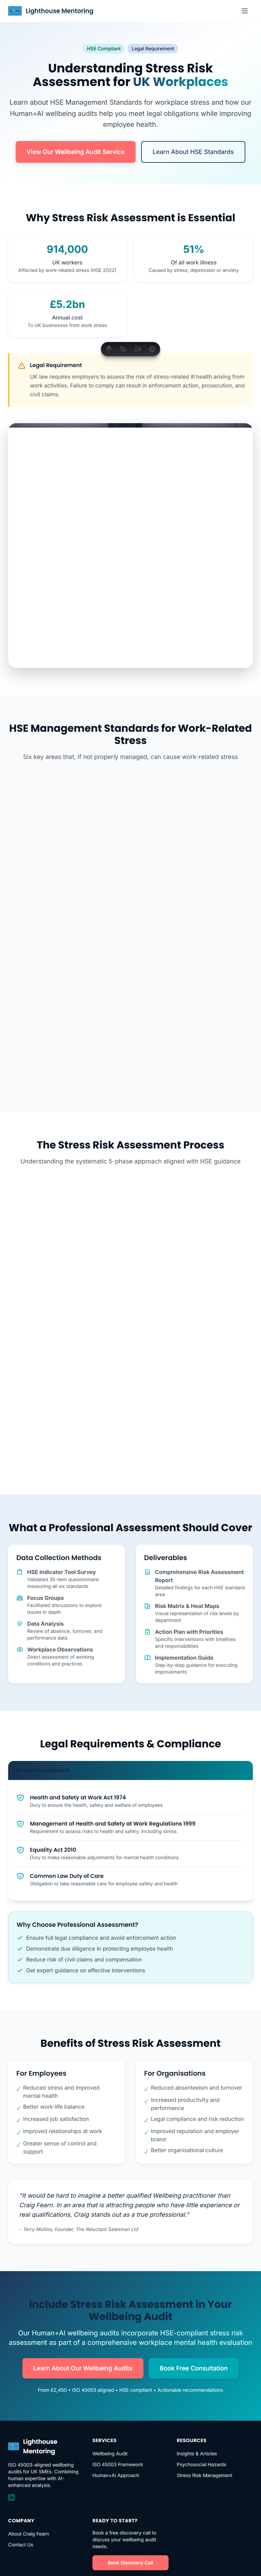 Lighthouse Mentoring
HSE Compliant
Legal Requirement
Understanding Stress Risk
Assessment for UK Workplaces
Learn about HSE Management Standards for workplace stress and how our
Human+AI wellbeing audits help you meet legal obligations while improving
employee health.
View Our Wellbeing Audit Service
Learn About HSE Standards
Why Stress Risk Assessment is Essential
914,000
UK workers
Affected by work-related stress (HSE 2022)
51%
Of all work illness
Caused by stress, depression or anxiety
£5.2bn
Annual cost
To UK businesses from work stress
Legal Requirement
UK law requires employers to assess the risk of stress-related ill health arising from
work activities. Failure to comply can result in enforcement action, prosecution, and
civil claims.
HSE Management Standards for Work-Related
Stress
Six key areas that, if not properly managed, can cause work-related stress
The Stress Risk Assessment Process
Understanding the systematic 5-phase approach aligned with HSE guidance
What a Professional Assessment Should Cover
Data Collection Methods
HSE Indicator Tool Survey
Validated 35-item questionnaire
measuring all six standards
Focus Groups
Facilitated discussions to explore
issues in depth
Data Analysis
Review of absence, turnover, and
performance data
Workplace Observations
Direct assessment of working
conditions and practices
Deliverables
Comprehensive Risk Assessment
Report
Detailed findings for each HSE standard
area
Risk Matrix & Heat Maps
Visual representation of risk levels by
department
Action Plan with Priorities
Specific interventions with timelines
and responsibilities
Implementation Guide
Step-by-step guidance for executing
improvements
Legal Requirements & Compliance
Health and Safety at Work Act 1974
Duty to ensure the health, safety and welfare of employees
Management of Health and Safety at Work Regulations 1999
Requirement to assess risks to health and safety, including stress
Equality Act 2010
Duty to make reasonable adjustments for mental health conditions
Common Law Duty of Care
Obligation to take reasonable care for employee safety and health
Why Choose Professional Assessment?
Ensure full legal compliance and avoid enforcement action
Demonstrate due diligence in protecting employee health
Reduce risk of civil claims and compensation
Get expert guidance on effective interventions
Benefits of Stress Risk Assessment
For Employees
✓ Reduced stress and improved
mental health
✓ Better work-life balance
✓ Increased job satisfaction
✓ Improved relationships at work
✓ Greater sense of control and
support
For Organisations
✓ Reduced absenteeism and turnover
✓ Increased productivity and
performance
✓ Legal compliance and risk reduction
✓ Improved reputation and employer
brand
✓ Better organisational culture
"It would be hard to imagine a better qualified Wellbeing practitioner than
Craig Fearn. In an area that is attracting people who have little experience or
real qualifications, Craig stands out as a true professional."
- Terry Mullins, Founder, The Reluctant Salesman Ltd
Include Stress Risk Assessment in Your
Wellbeing Audit
Our Human+AI wellbeing audits incorporate HSE-compliant stress risk
assessment as part of a comprehensive workplace mental health evaluation
Learn About Our Wellbeing Audits
Book Free Consultation
From £2,450 • ISO 45003 aligned • HSE compliant • Actionable recommendations
Lighthouse
Mentoring
ISO 45003-aligned wellbeing
audits for UK SMEs. Combining
human expertise with AI-
enhanced analysis.
SERVICES
Wellbeing Audit
ISO 45003 Framework
Human+AI Approach
RESOURCES
Insights & Articles
Psychosocial Hazards
Stress Risk Management
COMPANY
About Craig Fearn
Contact Us
READY TO START?
Book a free discovery call to
discuss your wellbeing audit
needs.
Book Discovery Call